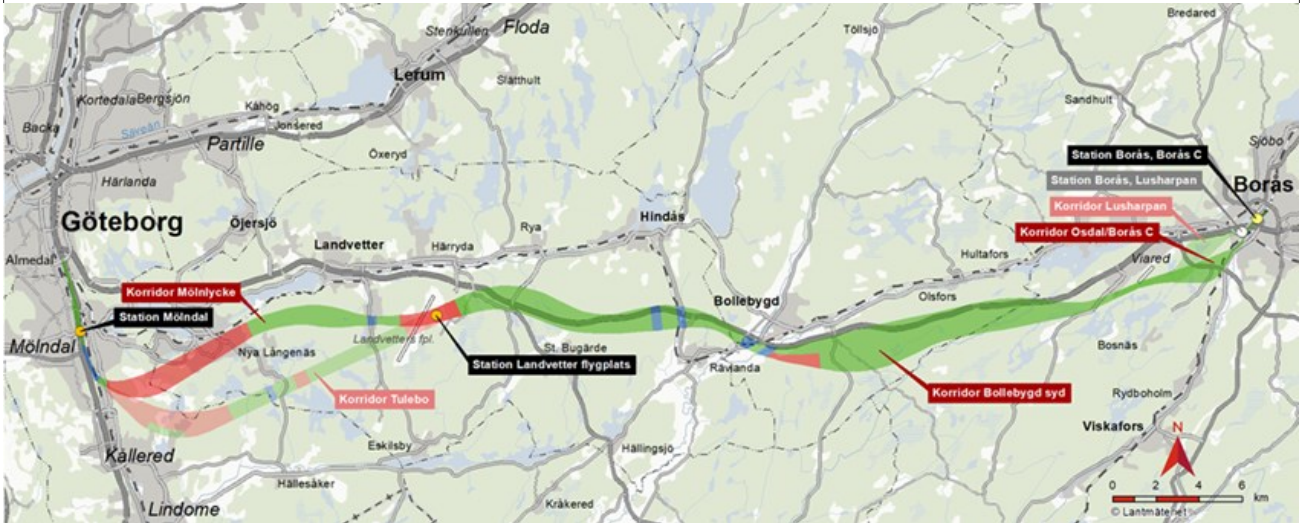 Bredared
Töllsjö
Stenkullen
Floda
Slätthult
Lerum
Sandhult
Kortedala
Bergsjön
Kåhög
Jonsered
Säveån
Backa
Partille
Öxeryd
Sjöbo
Station Borås, Borås C
Station Borås, Lusharpan
Borås
Härlanda
Korridor Lusharpan
Göteborg
Öjersjö
Hindås
Korridor Osdal/Borås C
Rya
Landvetter
Härryda
Almedal
Hultafors
Viared
Korridor Mölnlycke
Station Mölndal
Bollebygd
Olsfors
Mölndal
Nya Långenäs
Landvetters fpl.
St. Bugärde
Station Landvetter flygplats
Rävlanda
Bosnäs
Korridor Tulebo
Korridor Bollebygd syd
Rydboholm
Viskafors
N
Kållered
Eskilsby
Hällingsjö
Hällesåker
Kråkered
Lindome
0 2 4 6 km
© Lantmäteriet